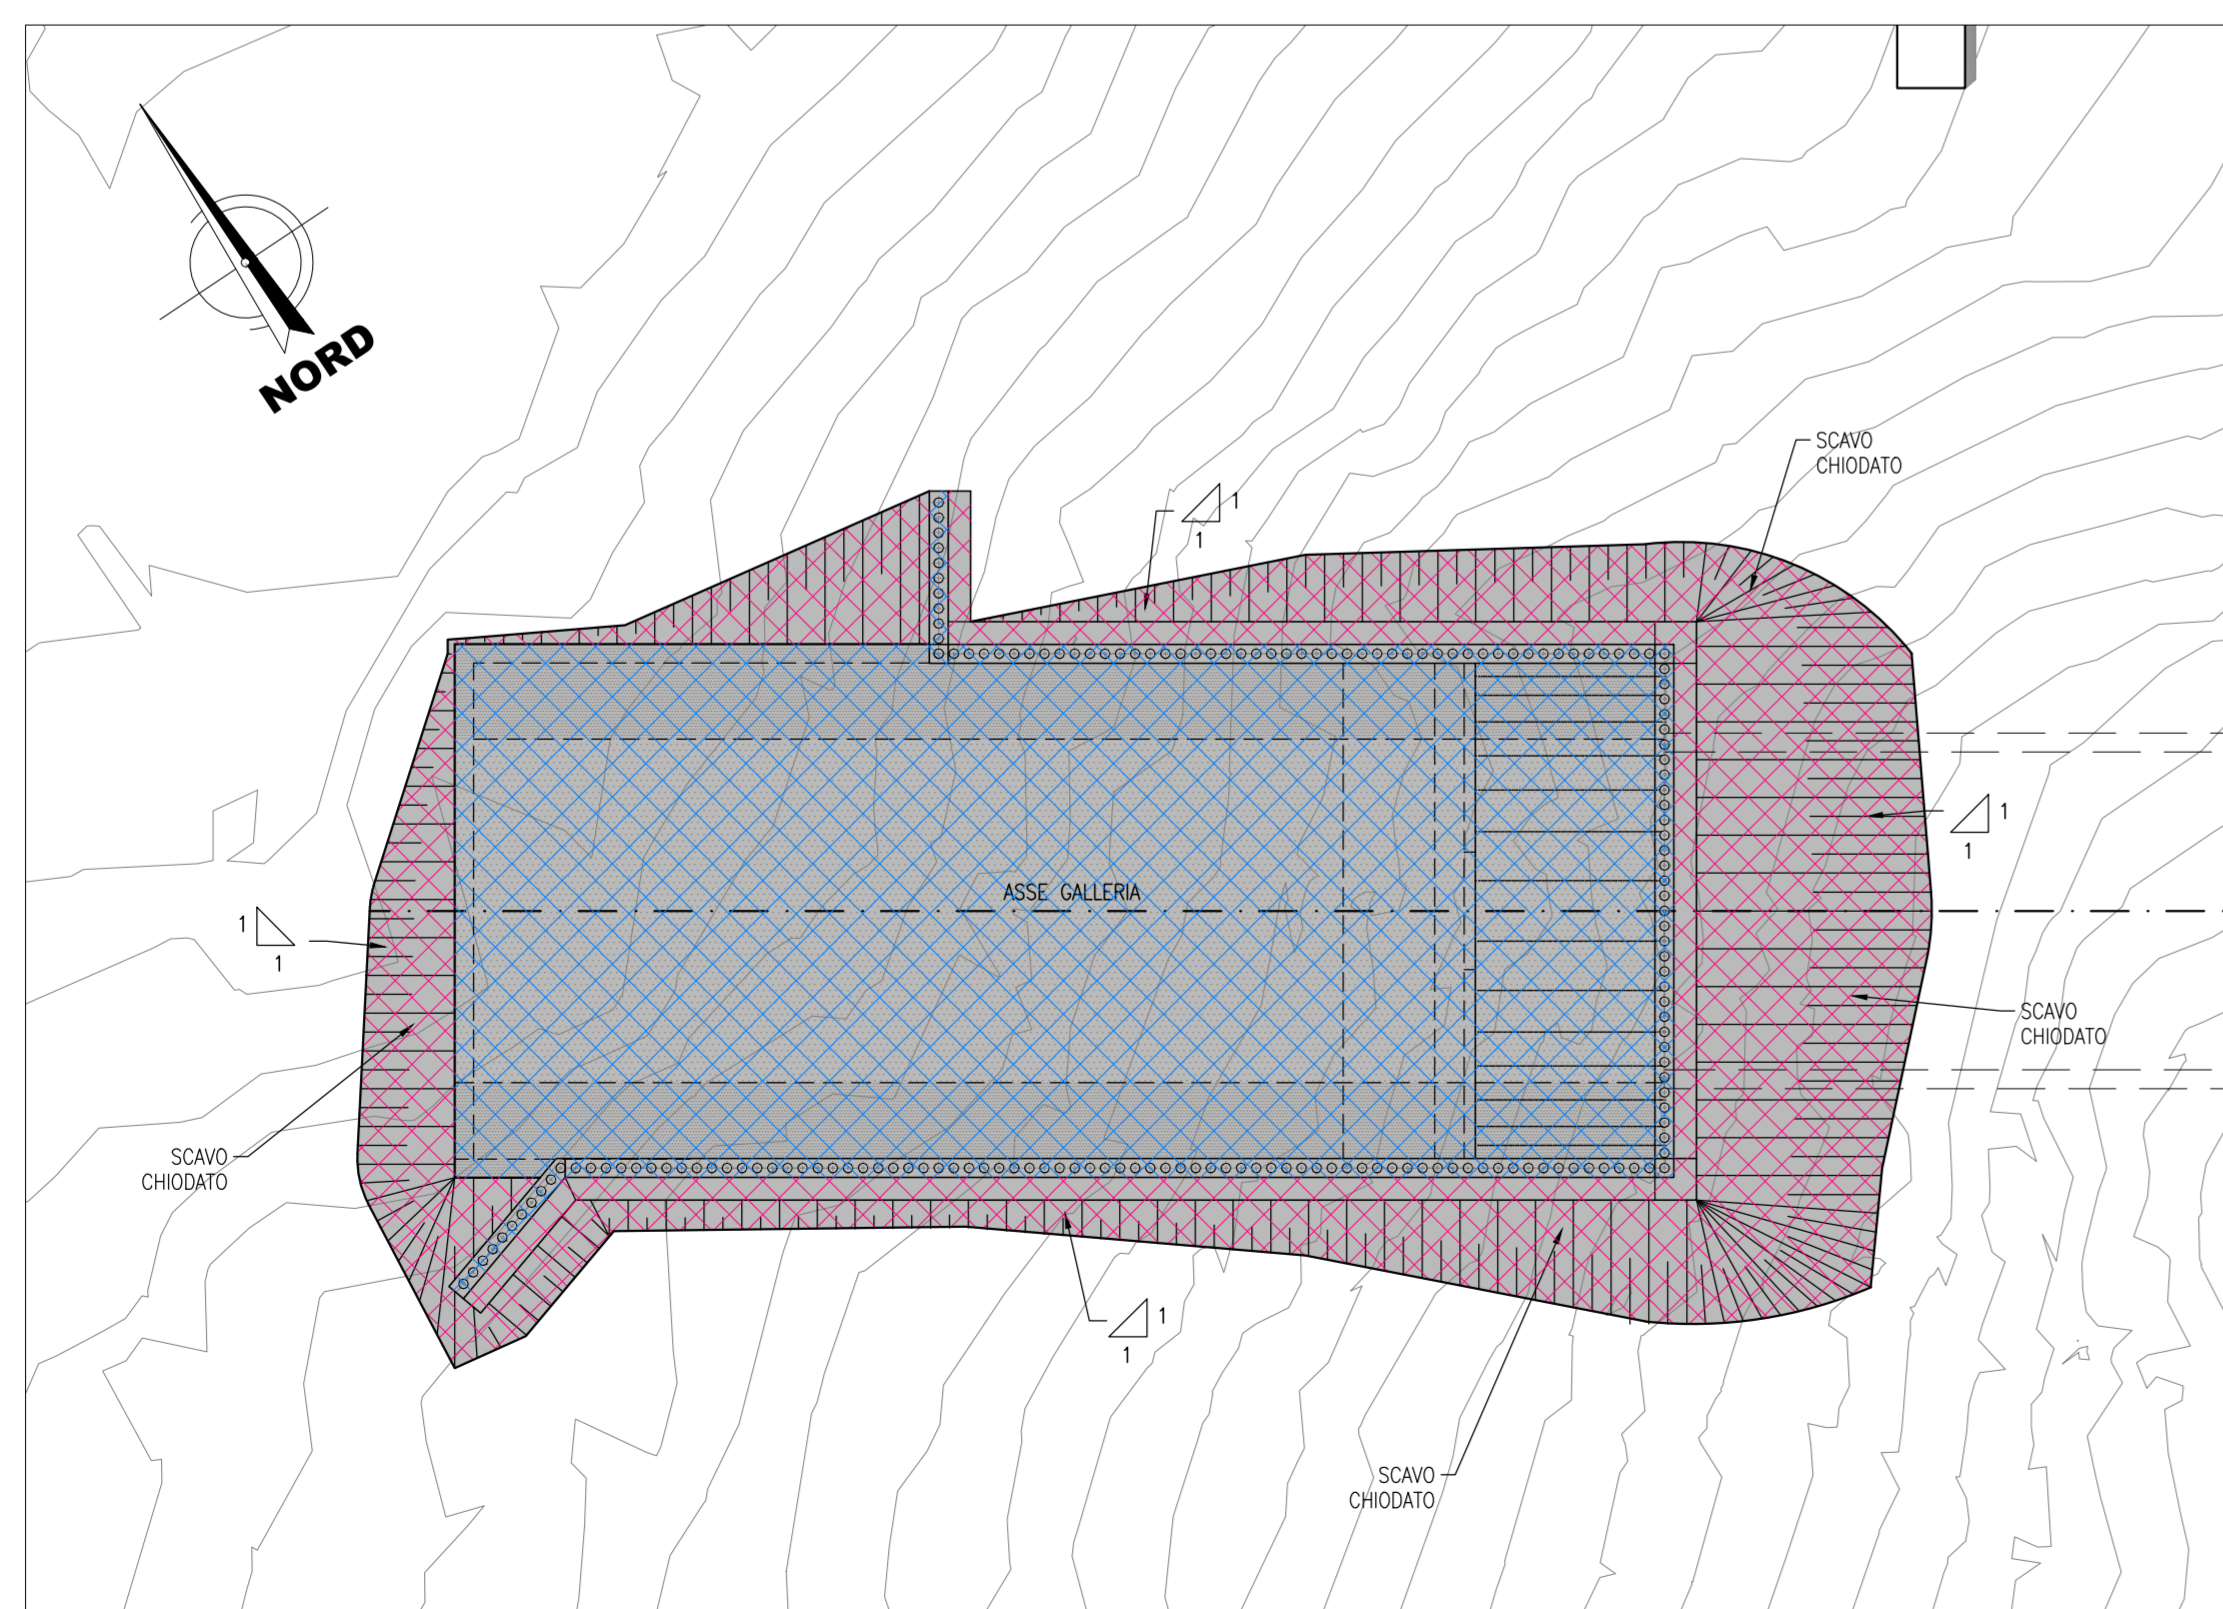 NORD
SCAVO
CHIODATO
1
1
1
1
ASSE GALLERIA
1
1
SCAVO
CHIODATO
SCAVO
CHIODATO
1
1
SCAVO
CHIODATO